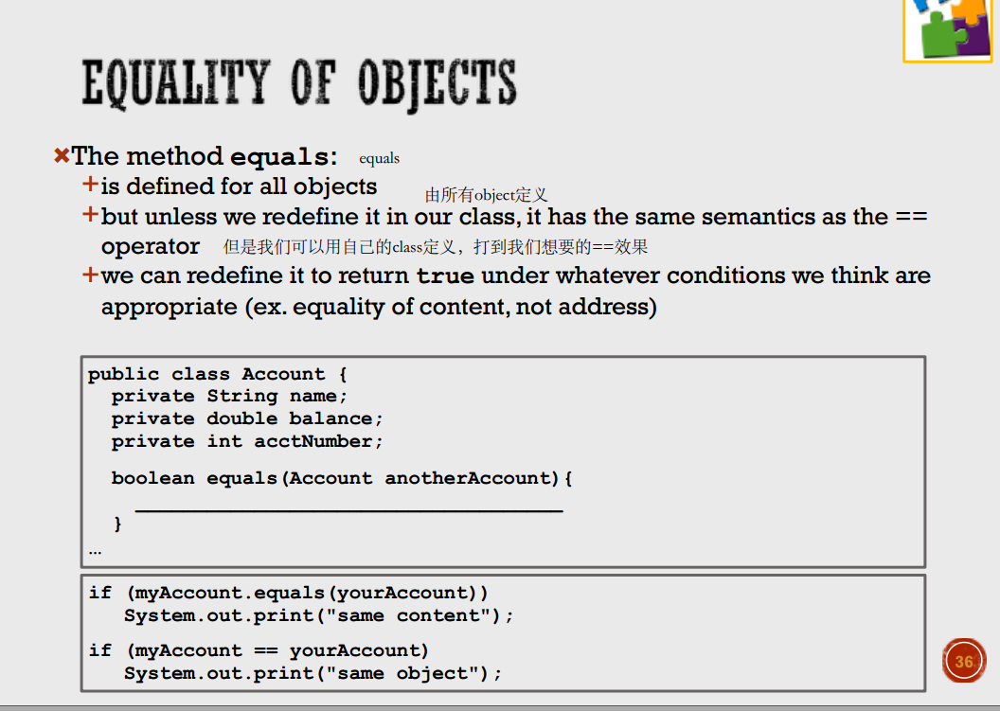 EQUALITY OF OBJECTS
The method equals: equals
+is defined for all objects 由所有object定义
+but unless we redefine it in our class, it has the same semantics as the ==
operator 但是我们可以用自己的class定义，打到我们想要的==效果
+we can redefine it to return true under whatever conditions we think are
appropriate (ex. equality of content, not address)
public class Account {
private String name;
private double balance;
private int acctNumber;
boolean equals(Account anotherAccount){
}
…
if (myAccount.equals(yourAccount))
System.out.print("same content");
if (myAccount == yourAccount)
System.out.print("same object");
36